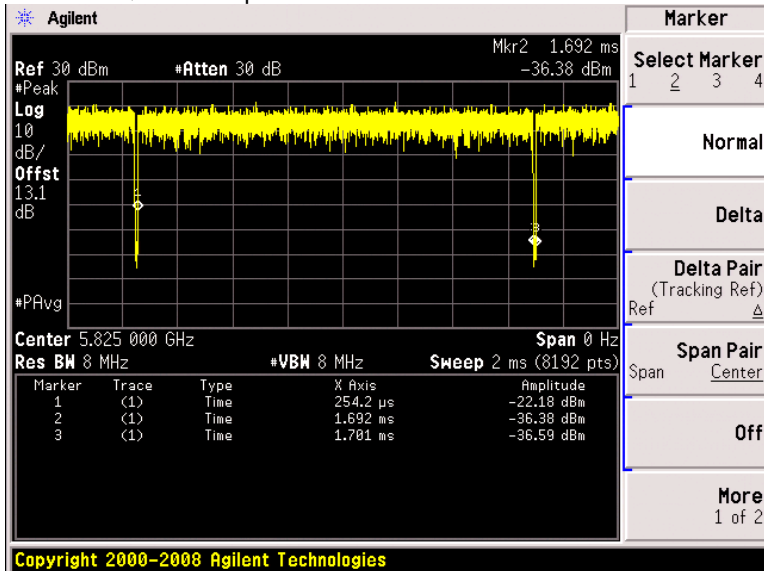 Agilent
Marker
Mkr2 1.692 ms
Ref 30 dBm #Atten 30 dB -36.38 dBm
#Peak
Log
10
dB/
Offst
13.1
dB
1
#PAvg
Center 5.825 000 GHz Span 0 Hz
Res BW 8 MHz #VBW 8 MHz Sweep 2 ms (8192 pts)
Marker Trace Type X Axis Amplitude
1 (1) Time 254.2 µs -22.18 dBm
2 (1) Time 1.692 ms -36.38 dBm
3 (1) Time 1.701 ms -36.59 dBm
Select Marker
1 2 3 4
Normal
Delta
Delta Pair
(Tracking Ref)
Ref Δ
Span Pair
Span Center
Off
More
1 of 2
Copyright 2000-2008 Agilent Technologies